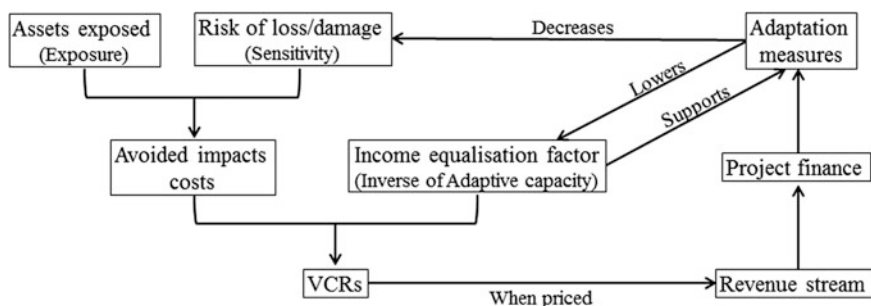 Assets exposed
(Exposure)
Risk of loss/damage
(Sensitivity)
Decreases
Adaptation
measures
Lowers
Supports
Avoided impacts
costs
Income equalisation factor
(Inverse of Adaptive capacity)
Project finance
VCRs
When priced
Revenue stream